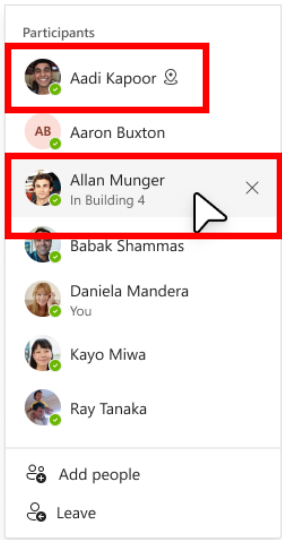 Participants
Aadi Kapoor
AB Aaron Buxton
Allan Munger
In Building 4
Babak Shammas
Daniela Mandera
You
Kayo Miwa
Ray Tanaka
Add people
Leave